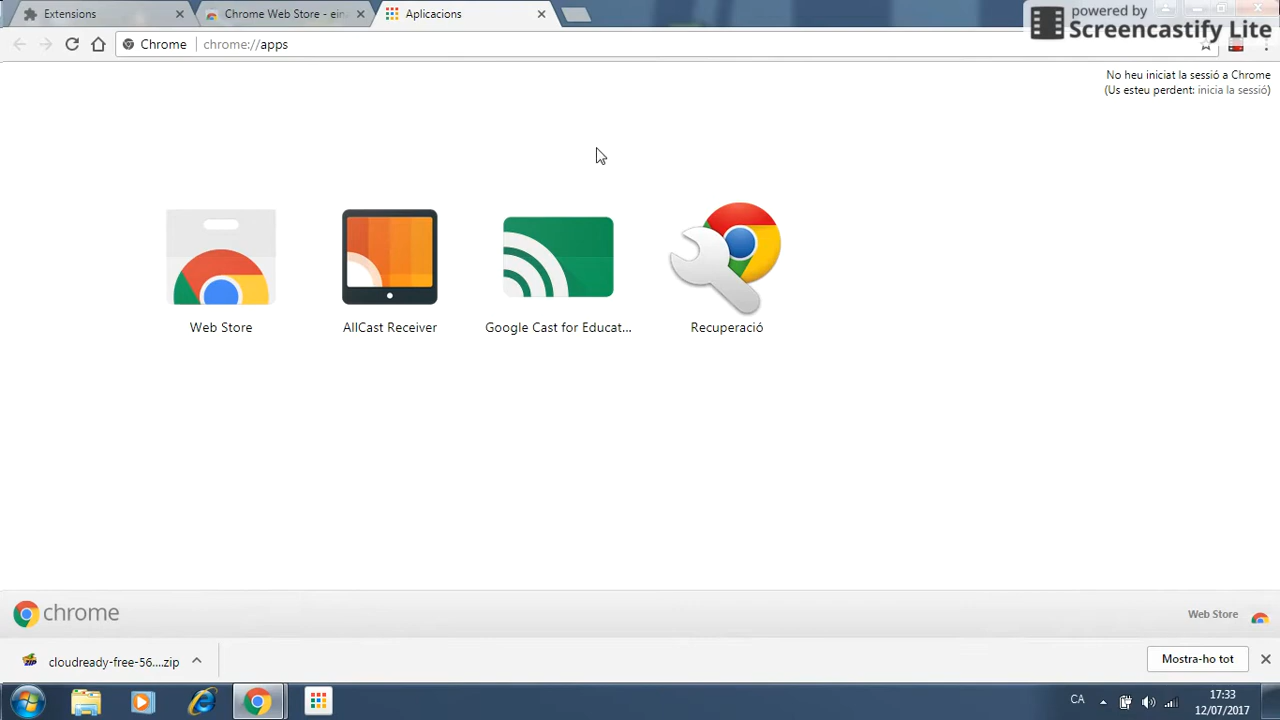 Extensions
Chrome Web Store - ein
Aplicacions
powered by
Screencastify Lite
Chrome
chrome://apps
No heu iniciat la sessió a Chrome
(Us esteu perdent: inicia la sessió)
Web Store
AllCast Receiver
Google Cast for Educat...
Recuperació
chrome
Web Store
ZIP
cloudready-free-56....zip
Mostra-ho tot
CA
17:33
12/07/2017